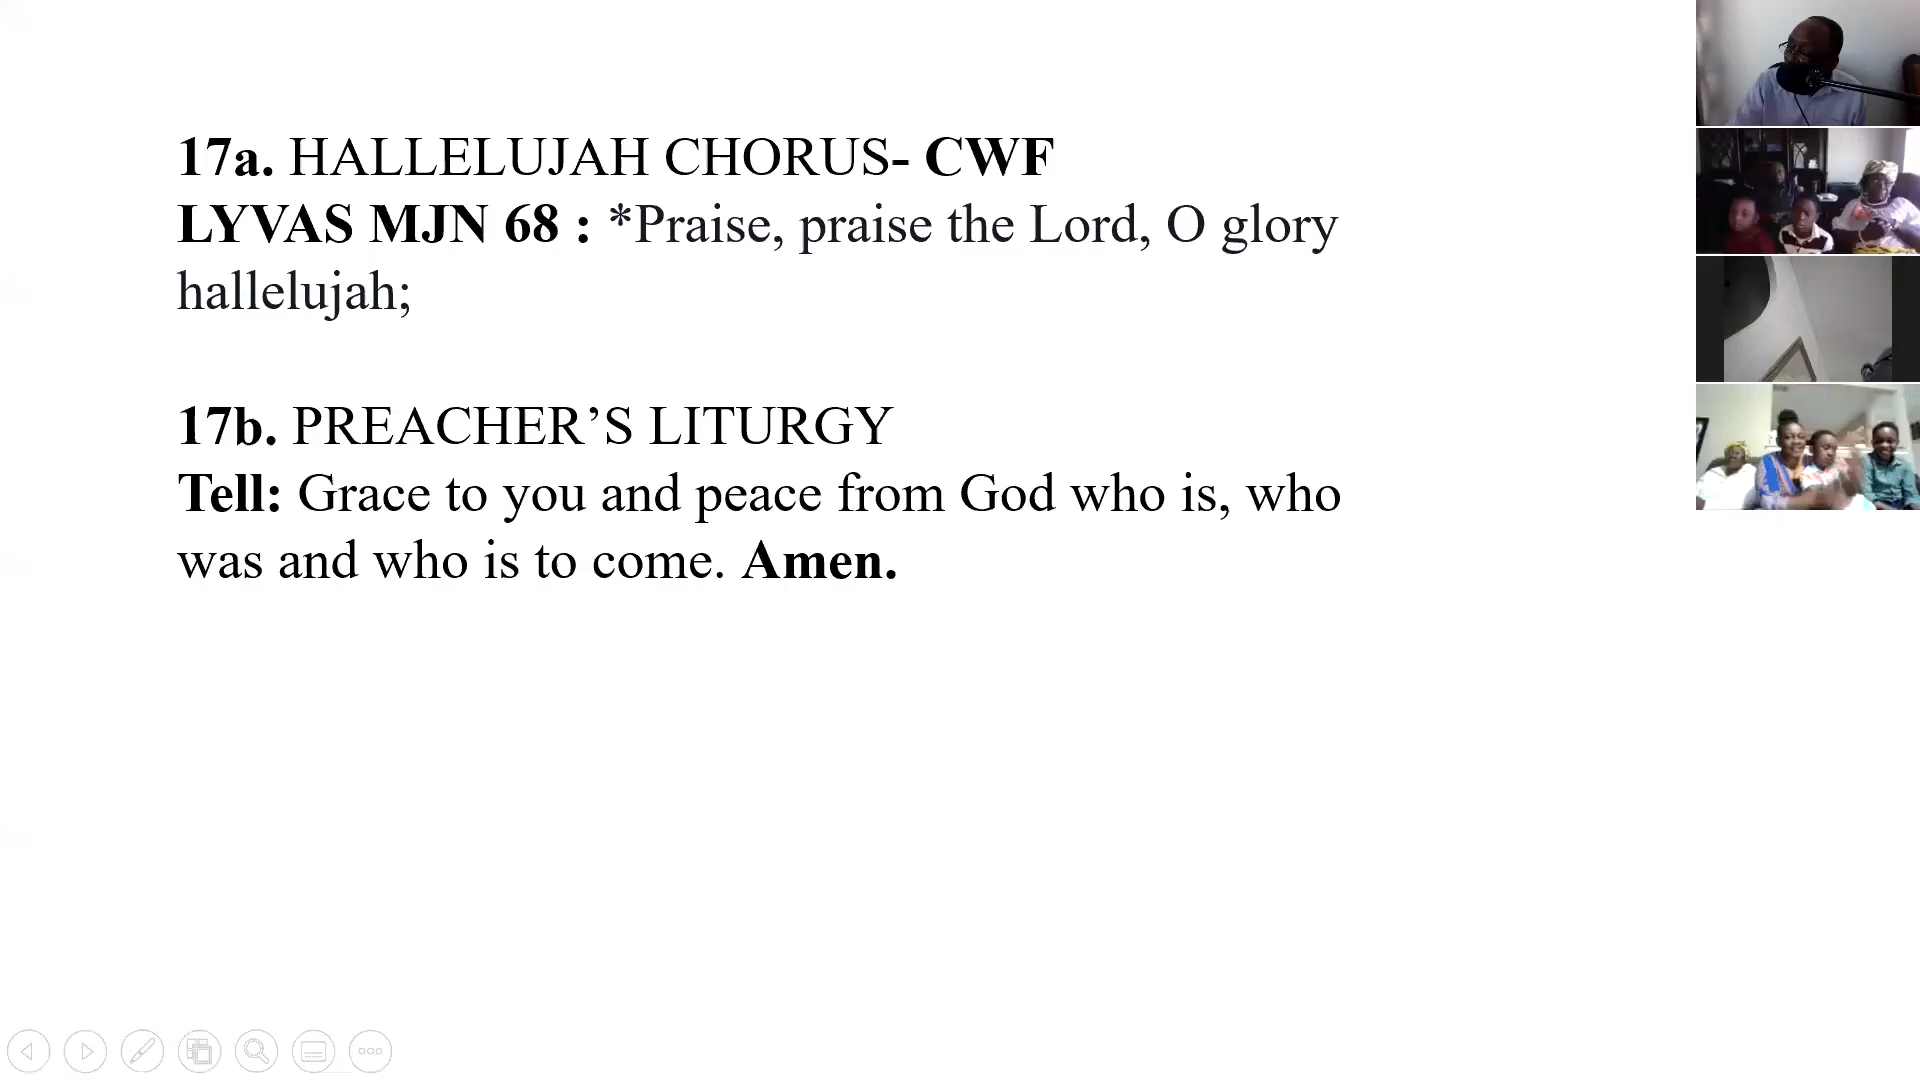 17a. HALLELUJAH CHORUS- CWF
LYVAS MJN 68 : *Praise, praise the Lord, O glory
hallelujah;
17b. PREACHER’S LITURGY
Tell: Grace to you and peace from God who is, who
was and who is to come. Amen.